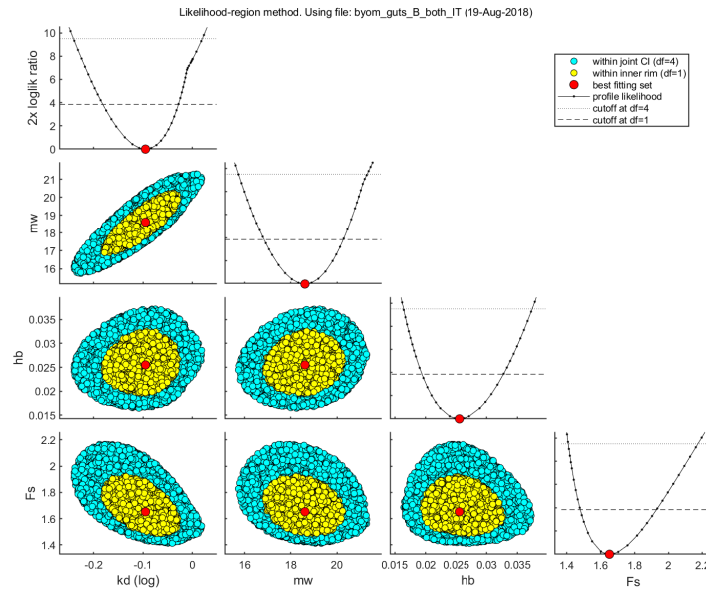 Likelihood-region method. Using file: byom_guts_B_both_IT (19-Aug-2018)
within joint CI (df=4)
within inner rim (df=1)
best fitting set
profile likelihood
cutoff at df=4
cutoff at df=1
10
8
6
4
2
0
2x loglik ratio
-0.2
-0.1
0
21
20
19
18
17
16
mw
16
18
20
0.035
0.03
0.025
0.02
0.015
hb
0.015
0.025
0.035
2.2
2
1.8
1.6
1.4
Fs
1.4
1.6
1.8
2
2.2
kd (log)
mw
hb
Fs